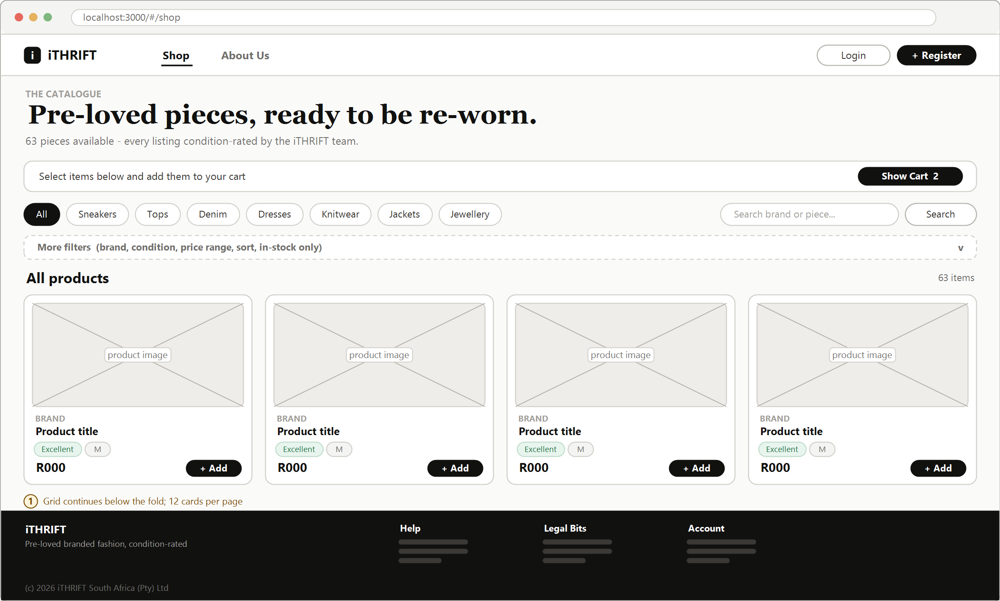 localhost:3000/#/shop
i iTHRIFT Shop About Us Login + Register
THE CATALOGUE
Pre-loved pieces, ready to be re-worn.
63 pieces available - every listing condition-rated by the iTHRIFT team.
Select items below and add them to your cart Show Cart 2
All Sneakers Tops Denim Dresses Knitwear Jackets Jewellery Search brand or piece... Search
More filters (brand, condition, price range, sort, in-stock only) v
All products 63 items
product image product image product image product image
BRAND BRAND BRAND BRAND
Product title Product title Product title Product title
Excellent M Excellent M Excellent M Excellent M
R000 + Add R000 + Add R000 + Add R000 + Add
1 Grid continues below the fold; 12 cards per page
iTHRIFT Help Legal Bits Account
Pre-loved branded fashion, condition-rated
(c) 2026 iTHRIFT South Africa (Pty) Ltd